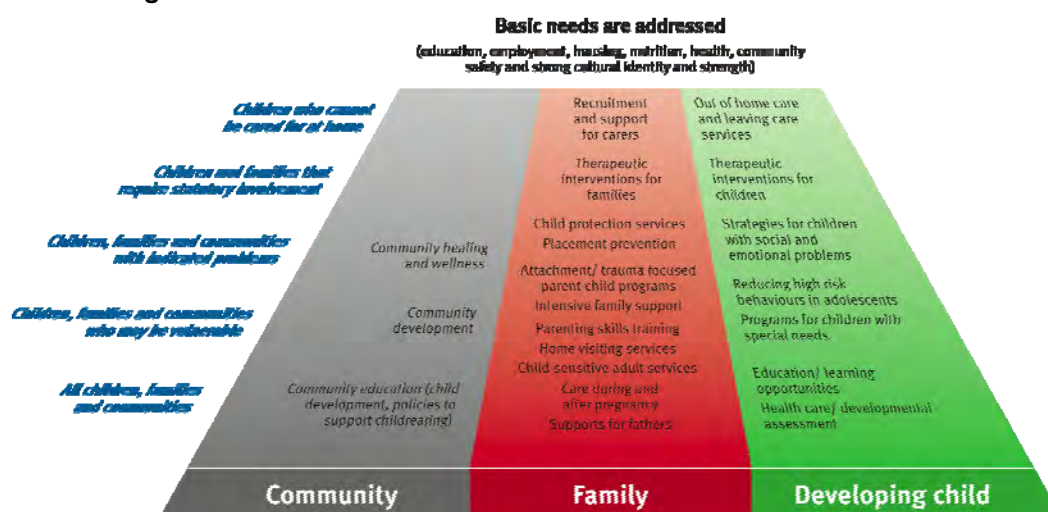 Basic needs are addressed
(education, employment, housing, nutrition, health, community
safety and strong cultural identity and strength)
Children who cannot
be cared for at home
Recruitment
and support
for carers
Out of home care
and leaving care
services
Children and families that
require statutory involvement
Therapeutic
interventions for
families
Therapeutic
interventions for
children
Children, families and communities
with indicated problems
Community healing
and wellness
Child protection services
Placement prevention
Attachment/ trauma focused
parent child programs
Strategies for children
with social and
emotional problems
Children, families and communities
who may be vulnerable
Community
development
Intensive family support
Parenting skills training
Home visiting services
Reducing high risk
behaviours in adolescents
Programs for children with
special needs
All children, families
and communities
Community education (child
development, policies to
support childrearing)
Child sensitive adult services
Care during and
after pregnancy
Supports for fathers
Education/ learning
opportunities
Health care/ developmental
assessment
Community
Family
Developing child